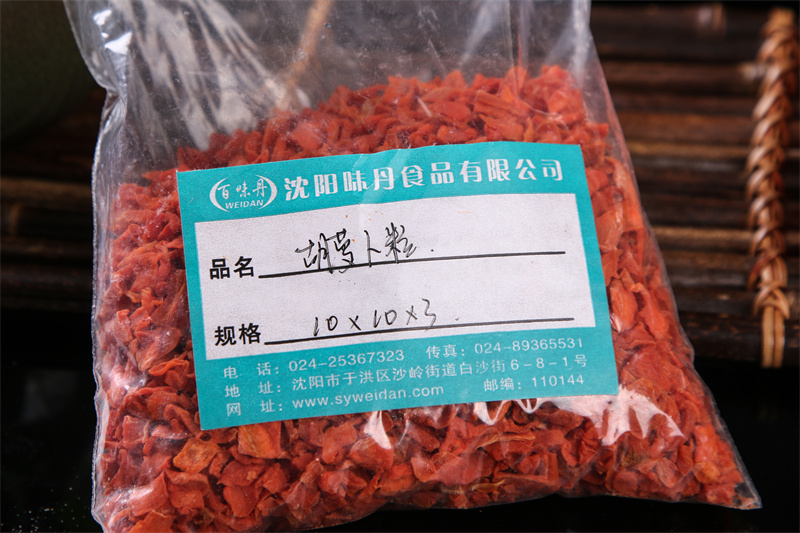 百味丹
WEIDAN
沈阳味丹食品有限公司
品名 胡萝卜粒.
规格 10×10×3.
电 话: 024-25367323 传真: 024-89365531
地 址: 沈阳市于洪区沙岭街道白沙街6-8-1号
网 址: www.syweidan.com 邮编: 110144